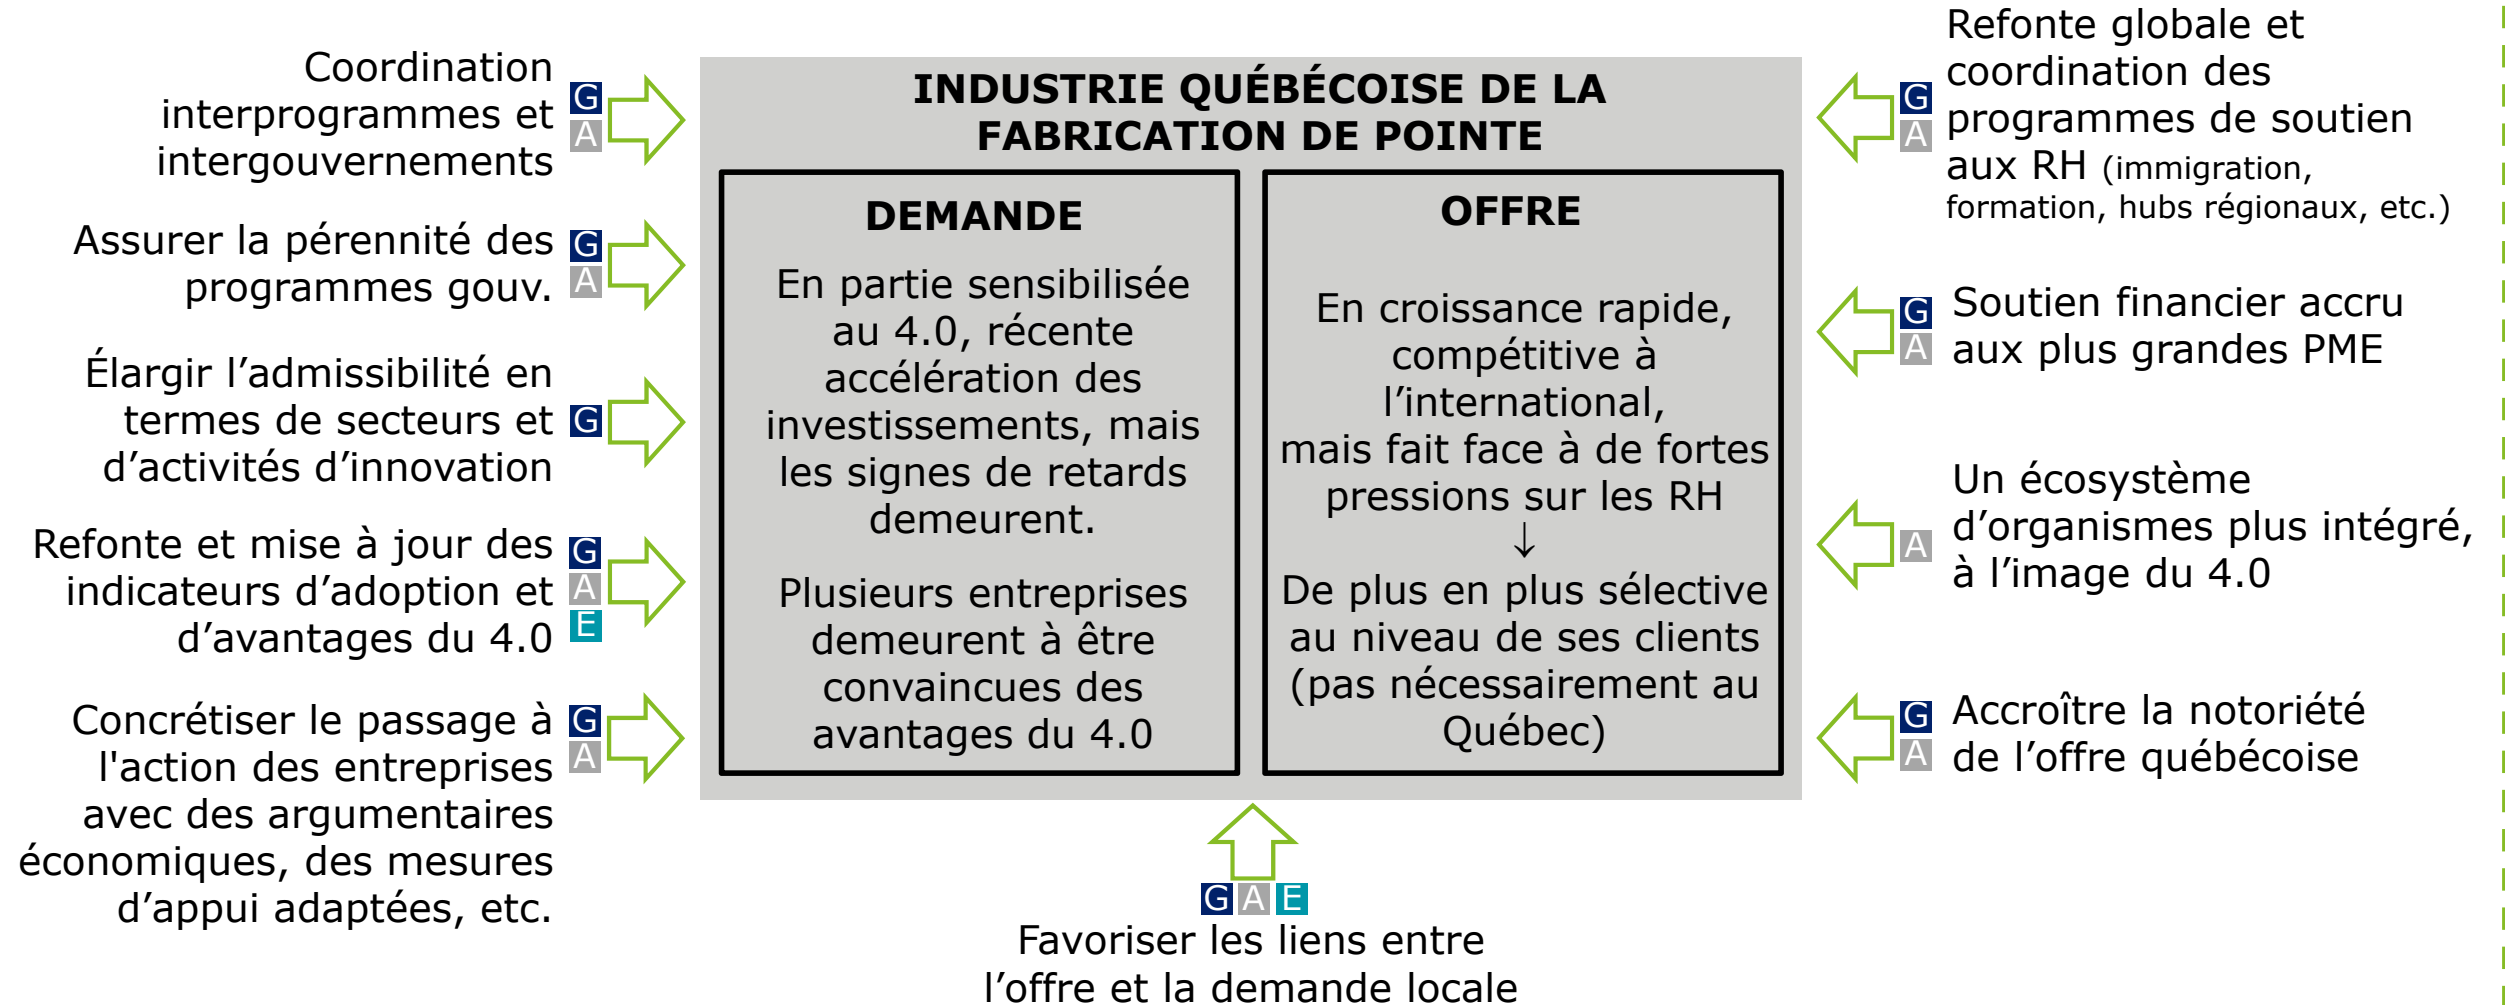 Coordination
interprogrammes et
intergouvernements
G
A
Assurer la pérennité des
programmes gouv.
G
A
Élargir l’admissibilité en
termes de secteurs et
d’activités d’innovation
G
Refonte et mise à jour des
indicateurs d’adoption et
d’avantages du 4.0
G
A
E
Concrétiser le passage à
l'action des entreprises
avec des argumentaires
économiques, des mesures
d’appui adaptées, etc.
G
A
INDUSTRIE QUÉBÉCOISE DE LA
FABRICATION DE POINTE
DEMANDE
En partie sensibilisée
au 4.0, récente
accélération des
investissements, mais
les signes de retards
demeurent.
Plusieurs entreprises
demeurent à être
convaincues des
avantages du 4.0
OFFRE
En croissance rapide,
compétitive à
l’international,
mais fait face à de fortes
pressions sur les RH
↓
De plus en plus sélective
au niveau de ses clients
(pas nécessairement au
Québec)
G
A
Refonte globale et
coordination des
programmes de soutien
aux RH (immigration,
formation, hubs régionaux, etc.)
G
A
Soutien financier accru
aux plus grandes PME
A
Un écosystème
d’organismes plus intégré,
à l’image du 4.0
G
A
Accroître la notoriété
de l’offre québécoise
G A E
Favoriser les liens entre
l’offre et la demande locale